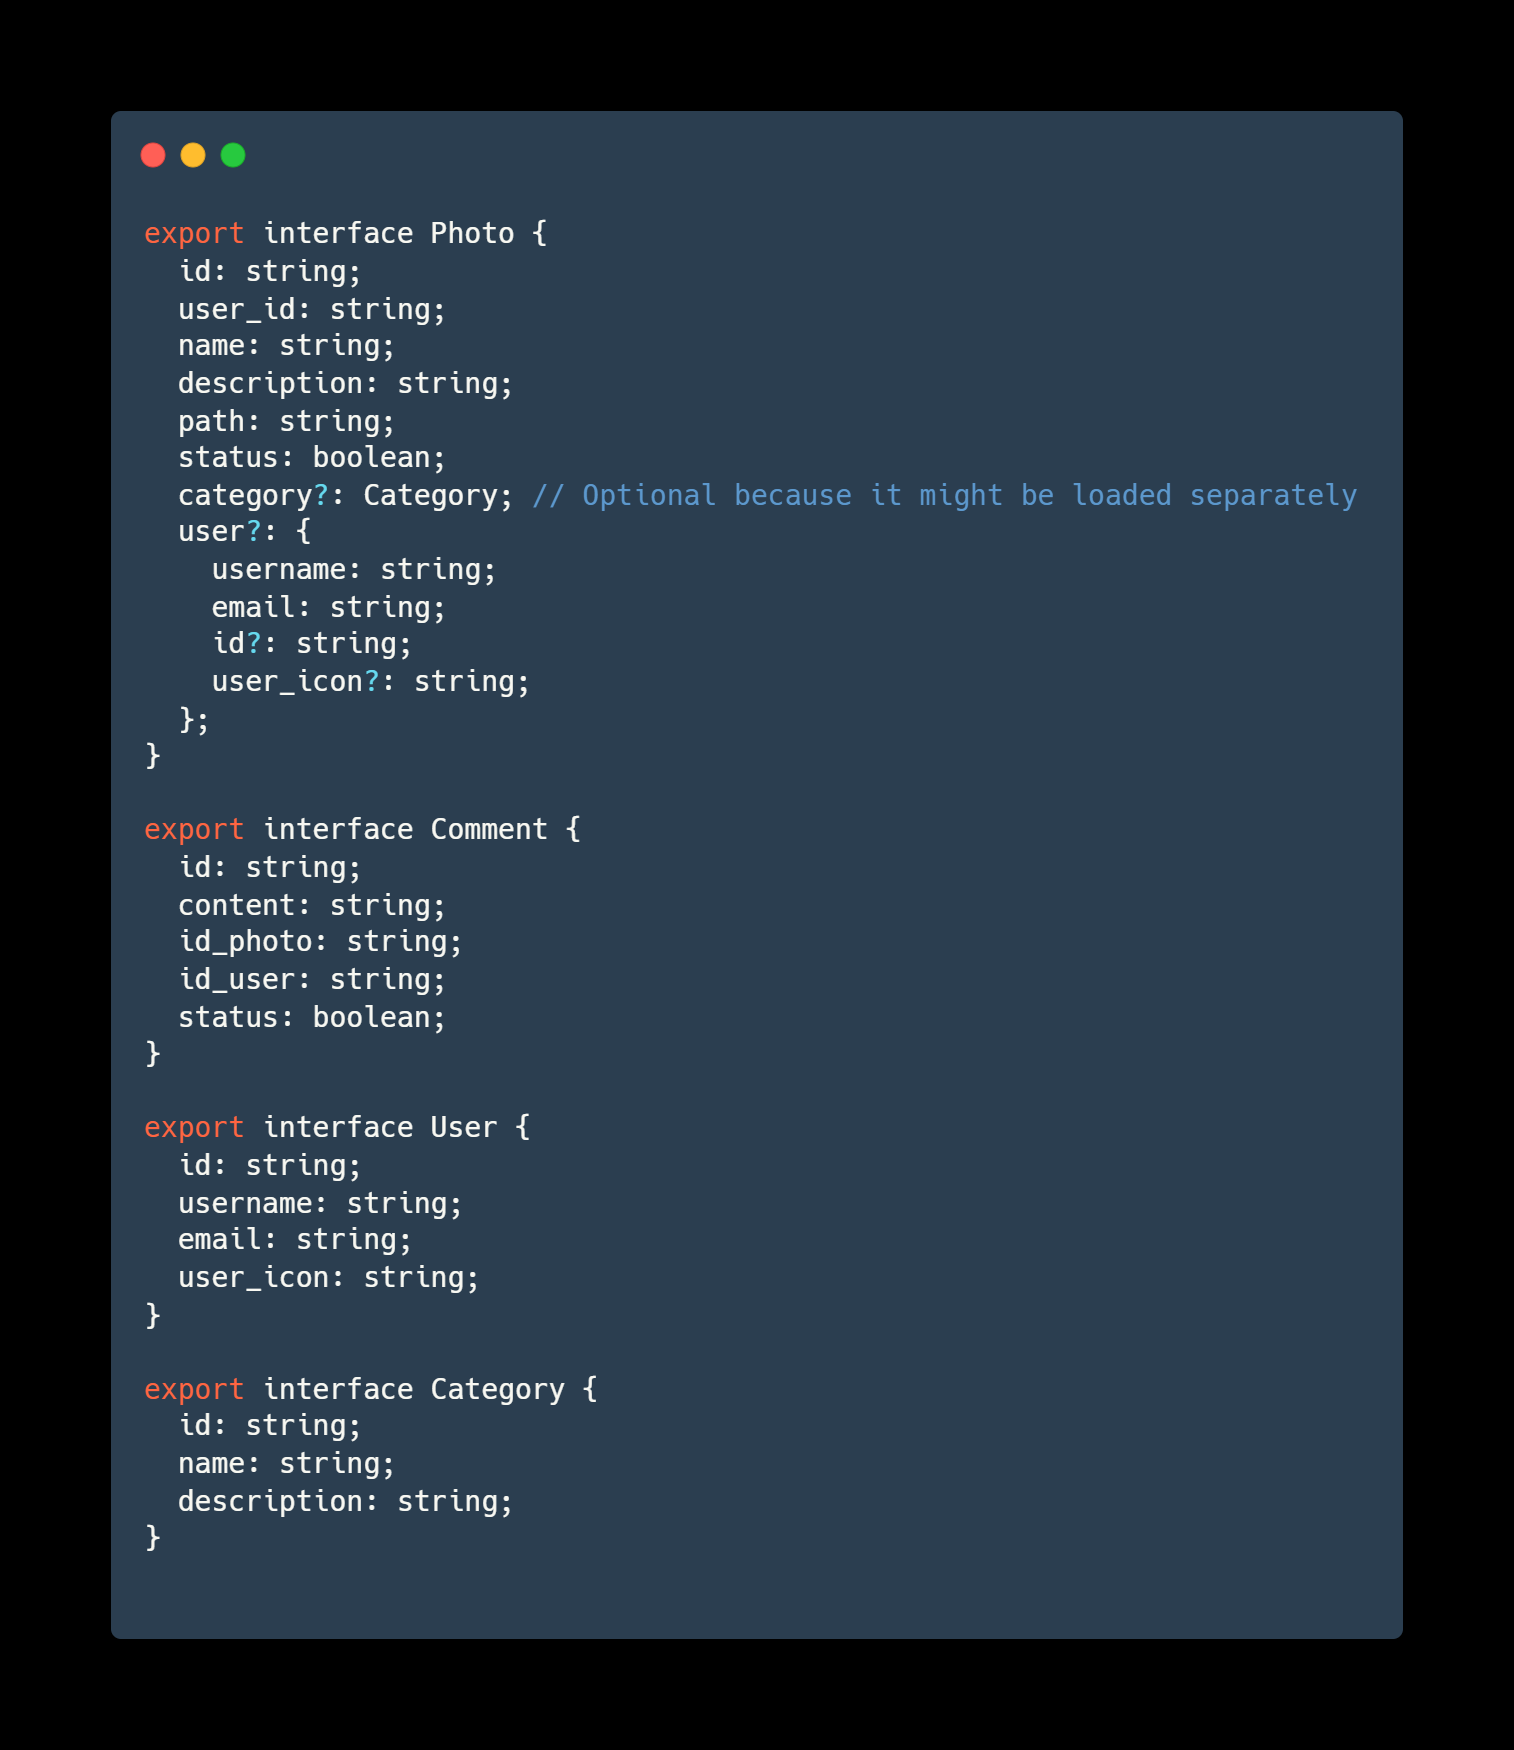 export interface Photo {
  id: string;
  user_id: string;
  name: string;
  description: string;
  path: string;
  status: boolean;
  category?: Category; // Optional because it might be loaded separately
  user?: {
    username: string;
    email: string;
    id?: string;
    user_icon?: string;
  };
}

export interface Comment {
  id: string;
  content: string;
  id_photo: string;
  id_user: string;
  status: boolean;
}

export interface User {
  id: string;
  username: string;
  email: string;
  user_icon: string;
}

export interface Category {
  id: string;
  name: string;
  description: string;
}